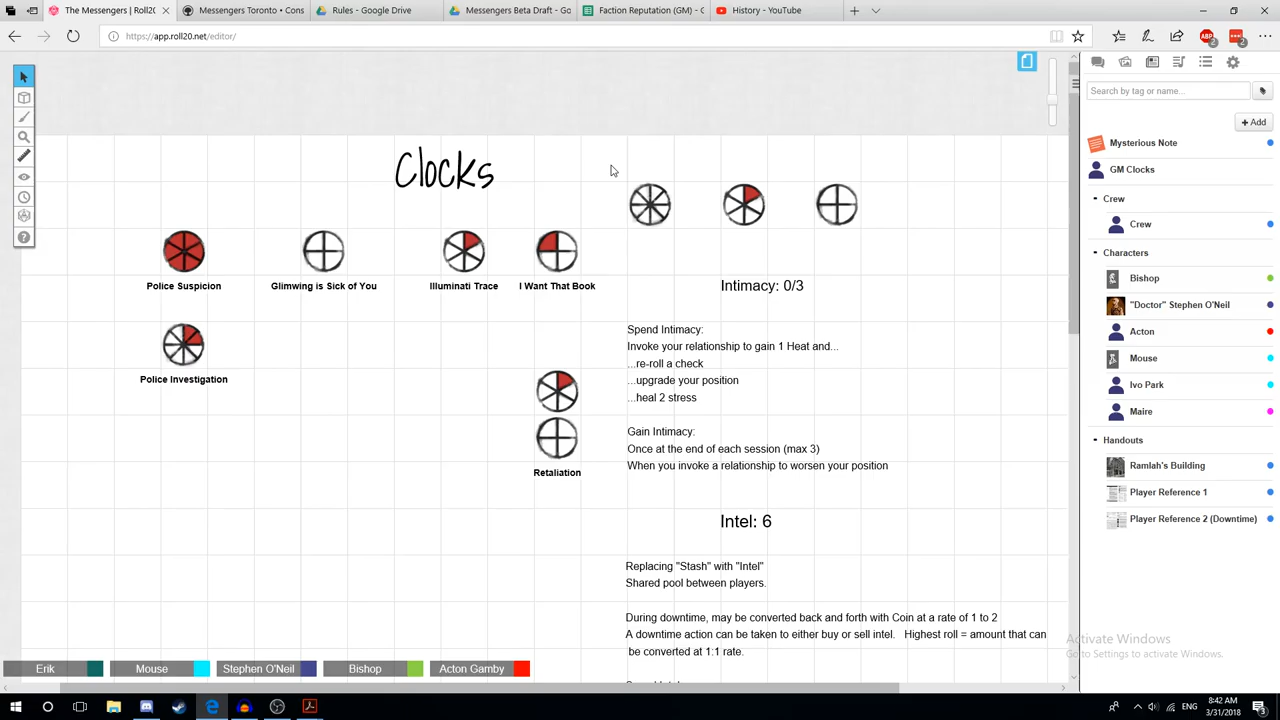 The Messengers | Roll20
Messengers Toronto • Cons
Rules - Google Drive
Messengers Beta Draft - Go
Faction Reputation (GM) - G
History - YouTube
https://app.roll20.net/editor/
ABP
2
2
Search by tag or name...
+ Add
Clocks
Mysterious Note
GM Clocks
Crew
Crew
Characters
Bishop
"Doctor" Stephen O'Neil
Acton
Mouse
Ivo Park
Maire
Handouts
Ramlah's Building
Player Reference 1
Player Reference 2 (Downtime)
Police Suspicion
Glimwing is Sick of You
Illuminati Trace
I Want That Book
Police Investigation
Retaliation
Intimacy: 0/3
Spend Intimacy:
Invoke your relationship to gain 1 Heat and...
...re-roll a check
...upgrade your position
...heal 2 stress
Gain Intimacy:
Once at the end of each session (max 3)
When you invoke a relationship to worsen your position
Intel: 6
Replacing "Stash" with "Intel"
Shared pool between players.
During downtime, may be converted back and forth with Coin at a rate of 1 to 2
A downtime action can be taken to either buy or sell intel. Highest roll = amount that can
be converted at 1:1 rate.
Activate Windows
Go to Settings to activate Windows.
Erik
Mouse
Stephen O'Neil
Bishop
Acton Gamby
ENG
8:42 AM
3/31/2018
3